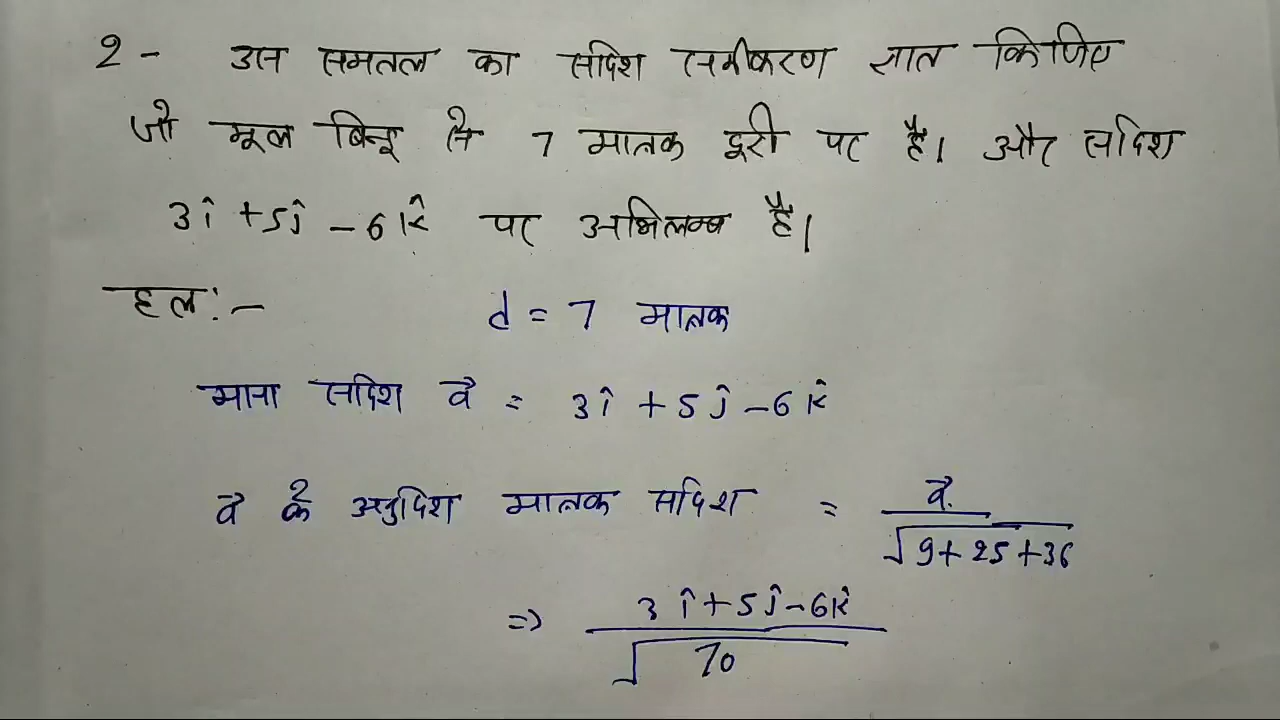 2 - उस समतल का सदिश समीकरण ज्ञात किजिए
जो मूल बिन्दू से 7 मात्रक दूरी पर है। और सदिश
3î + 5ĵ - 6k̂ पर अभिलम्ब है।
हल:-
d = 7 मात्रक
माना सदिश व⃗ = 3î + 5ĵ - 6k̂
व⃗ के अनुदिश मात्रक सदिश = व⃗ / √9 + 25 + 36
=> 3î + 5ĵ - 6k̂ / √70